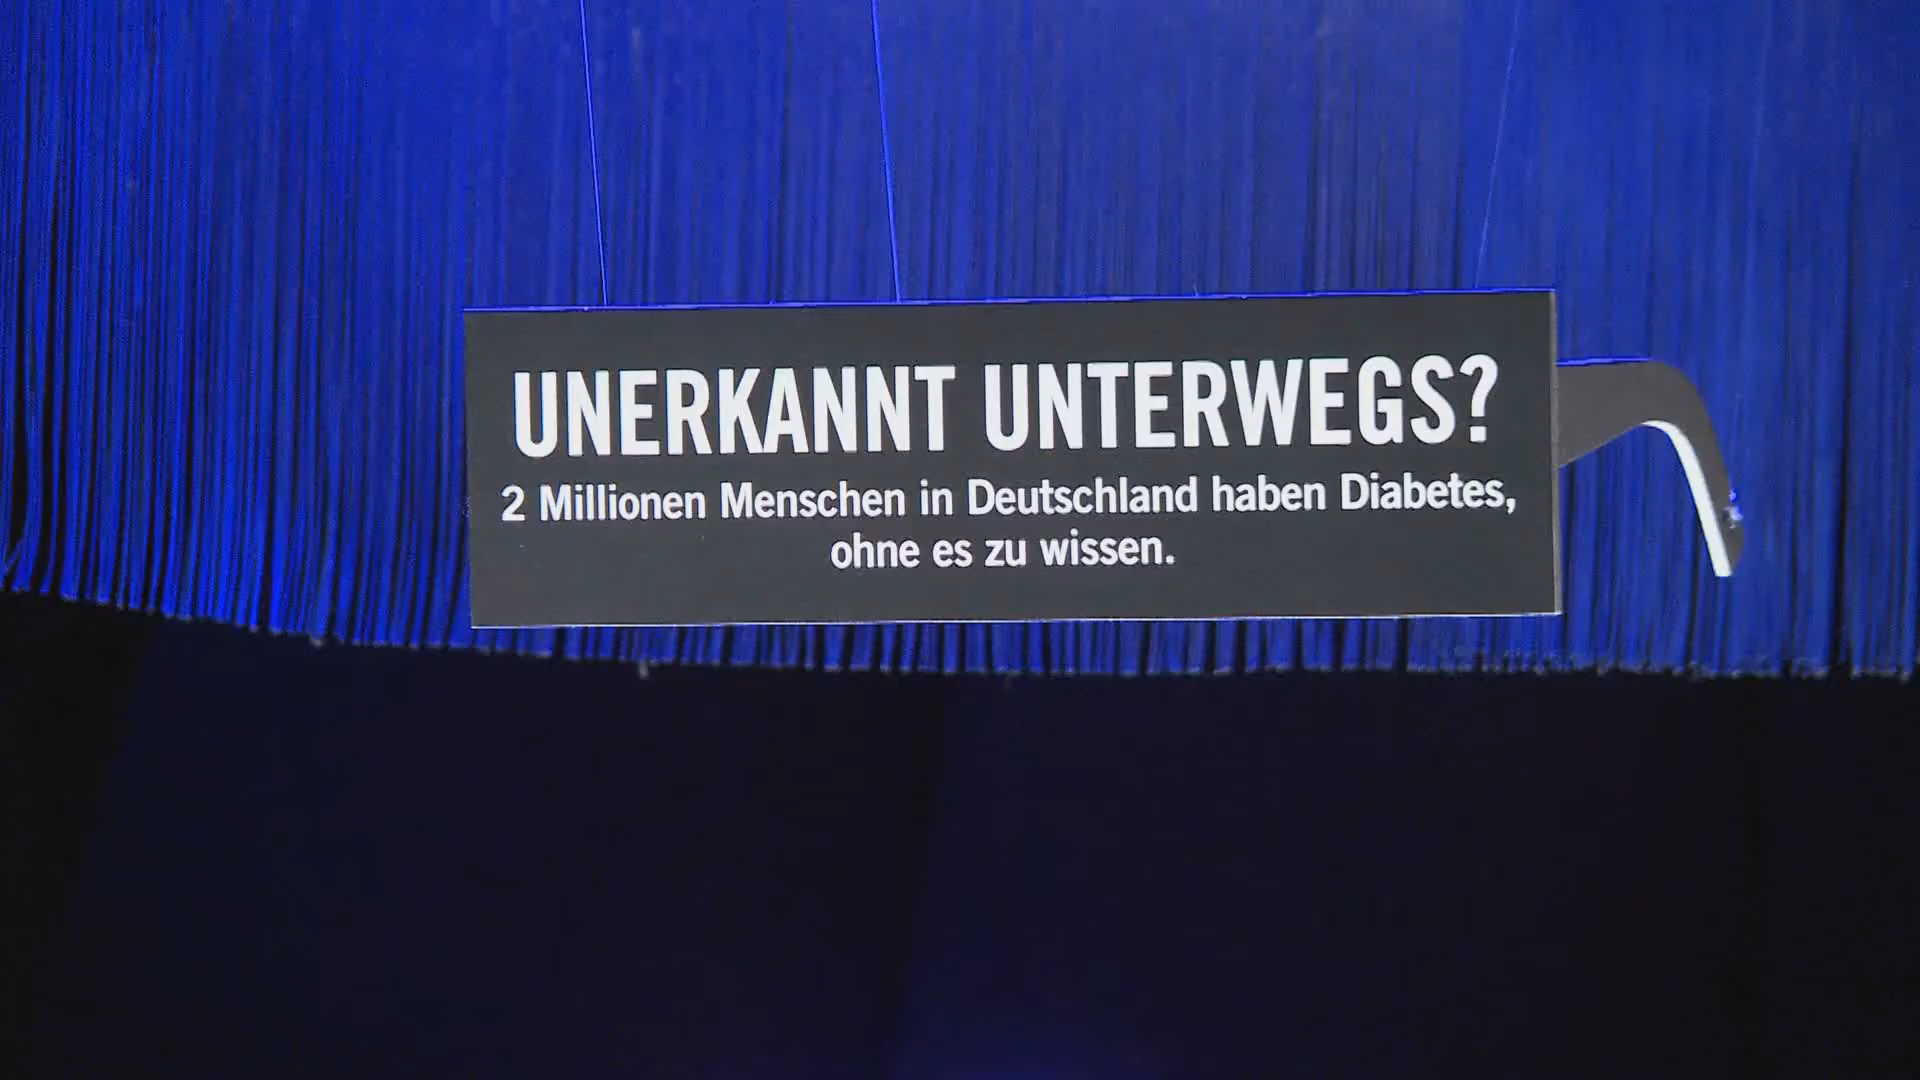 UNERKANNT UNTERWEGS?
2 Millionen Menschen in Deutschland haben Diabetes,
ohne es zu wissen.